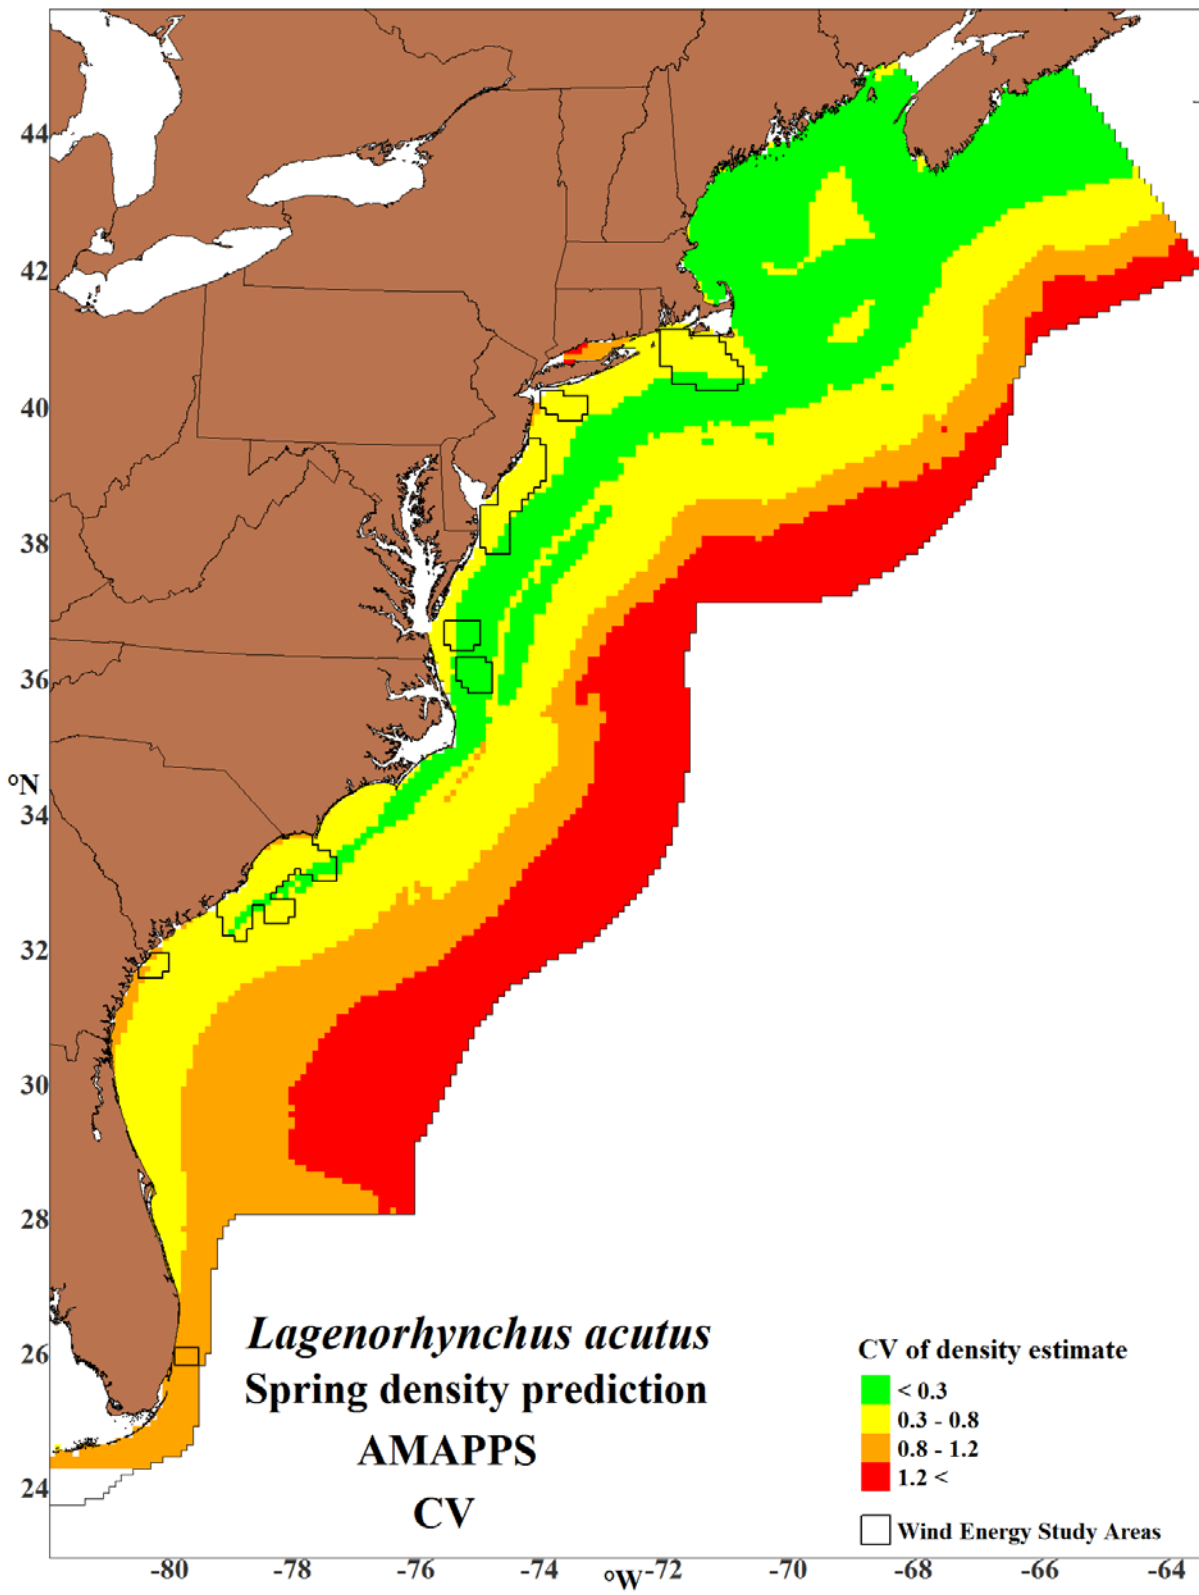 44
42
40
38
36
°N
34
32
30
28
26
24
Lagenorhynchus acutus
Spring density prediction
AMAPPS
CV
CV of density estimate
< 0.3
0.3 - 0.8
0.8 - 1.2
1.2 <
Wind Energy Study Areas
-80 -78 -76 -74 °W -72 -70 -68 -66 -64